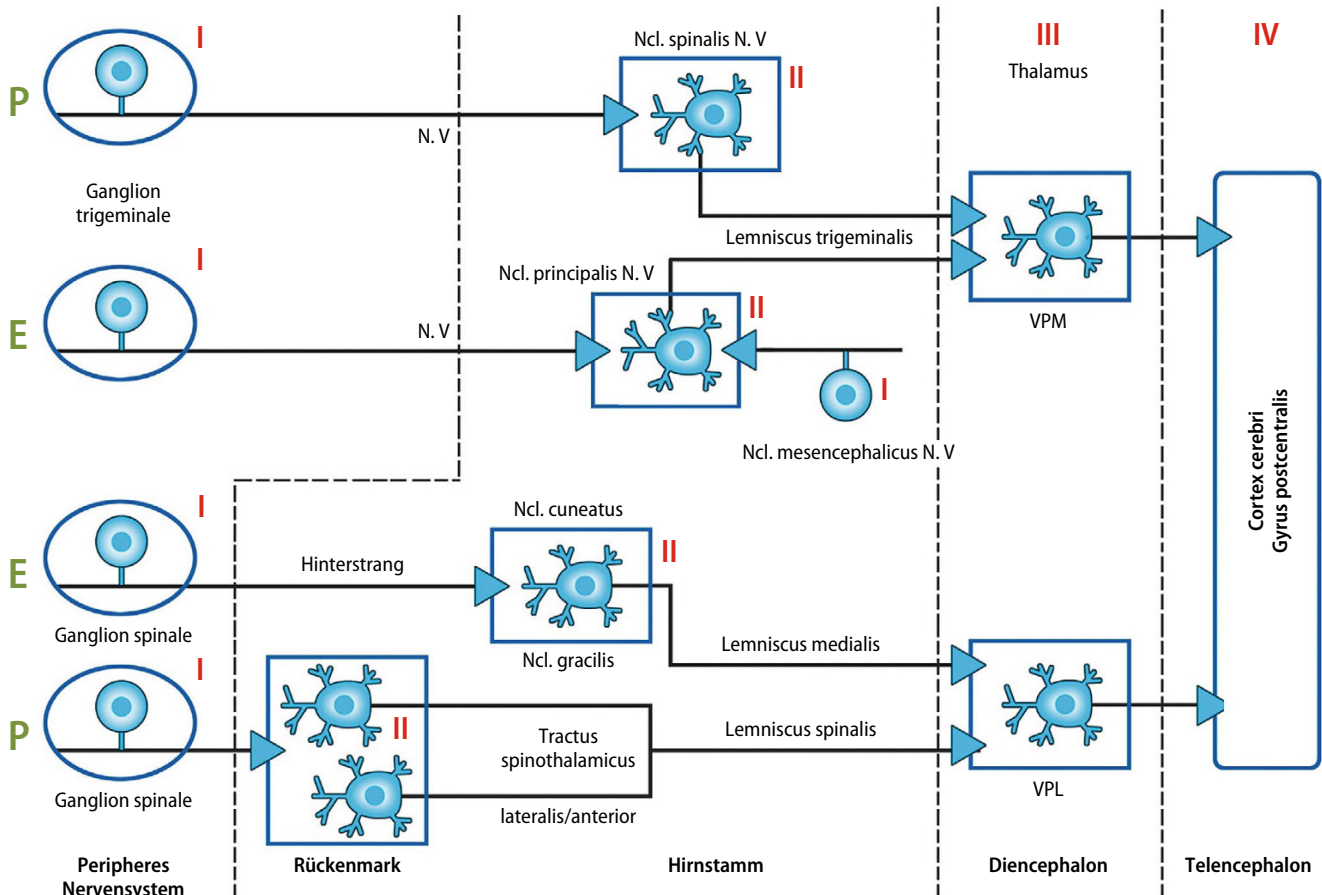 I
Ncl. spinalis N. V
II
III
IV
Thalamus
P
N. V
Ganglion
trigeminale
Lemniscus trigeminalis
I
Ncl. principalis N. V
II
E
N. V
VPM
I
Ncl. mesencephalicus N. V
Cortex cerebri
Gyrus postcentralis
I
Ncl. cuneatus
II
E
Hinterstrang
Ganglion spinale
Ncl. gracilis
Lemniscus medialis
I
II
P
Tractus
spinothalamicus
Lemniscus spinalis
Ganglion spinale
lateralis/anterior
VPL
Peripheres
Nervensystem
Rückenmark
Hirnstamm
Diencephalon
Telencephalon